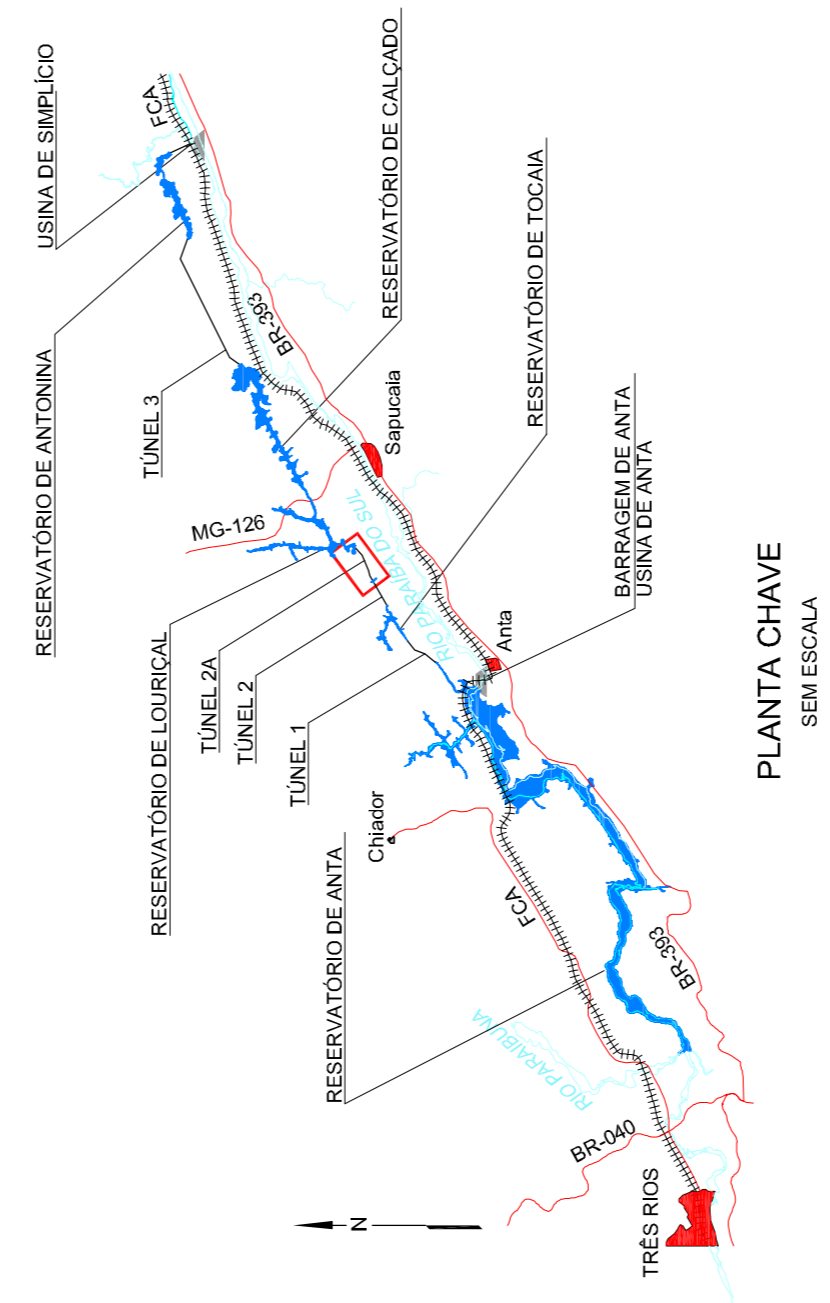 USINA DE SIMPLÍCIO
FCA
RESERVATÓRIO DE ANTONINA
RESERVATÓRIO DE CALÇADO
TÚNEL 3
BR-393
MG-126
Sapucaia
RESERVATÓRIO DE TOCAIA
RESERVATÓRIO DE LOURIÇAL
TÚNEL 2A
TÚNEL 2
TÚNEL 1
RIO PARAÍBA DO SUL
Anta
BARRAGEM DE ANTA
USINA DE ANTA
Chiador
RESERVATÓRIO DE ANTA
FCA
BR-393
RIO PARAIBUNA
BR-040
TRÊS RIOS
N
PLANTA CHAVE
SEM ESCALA